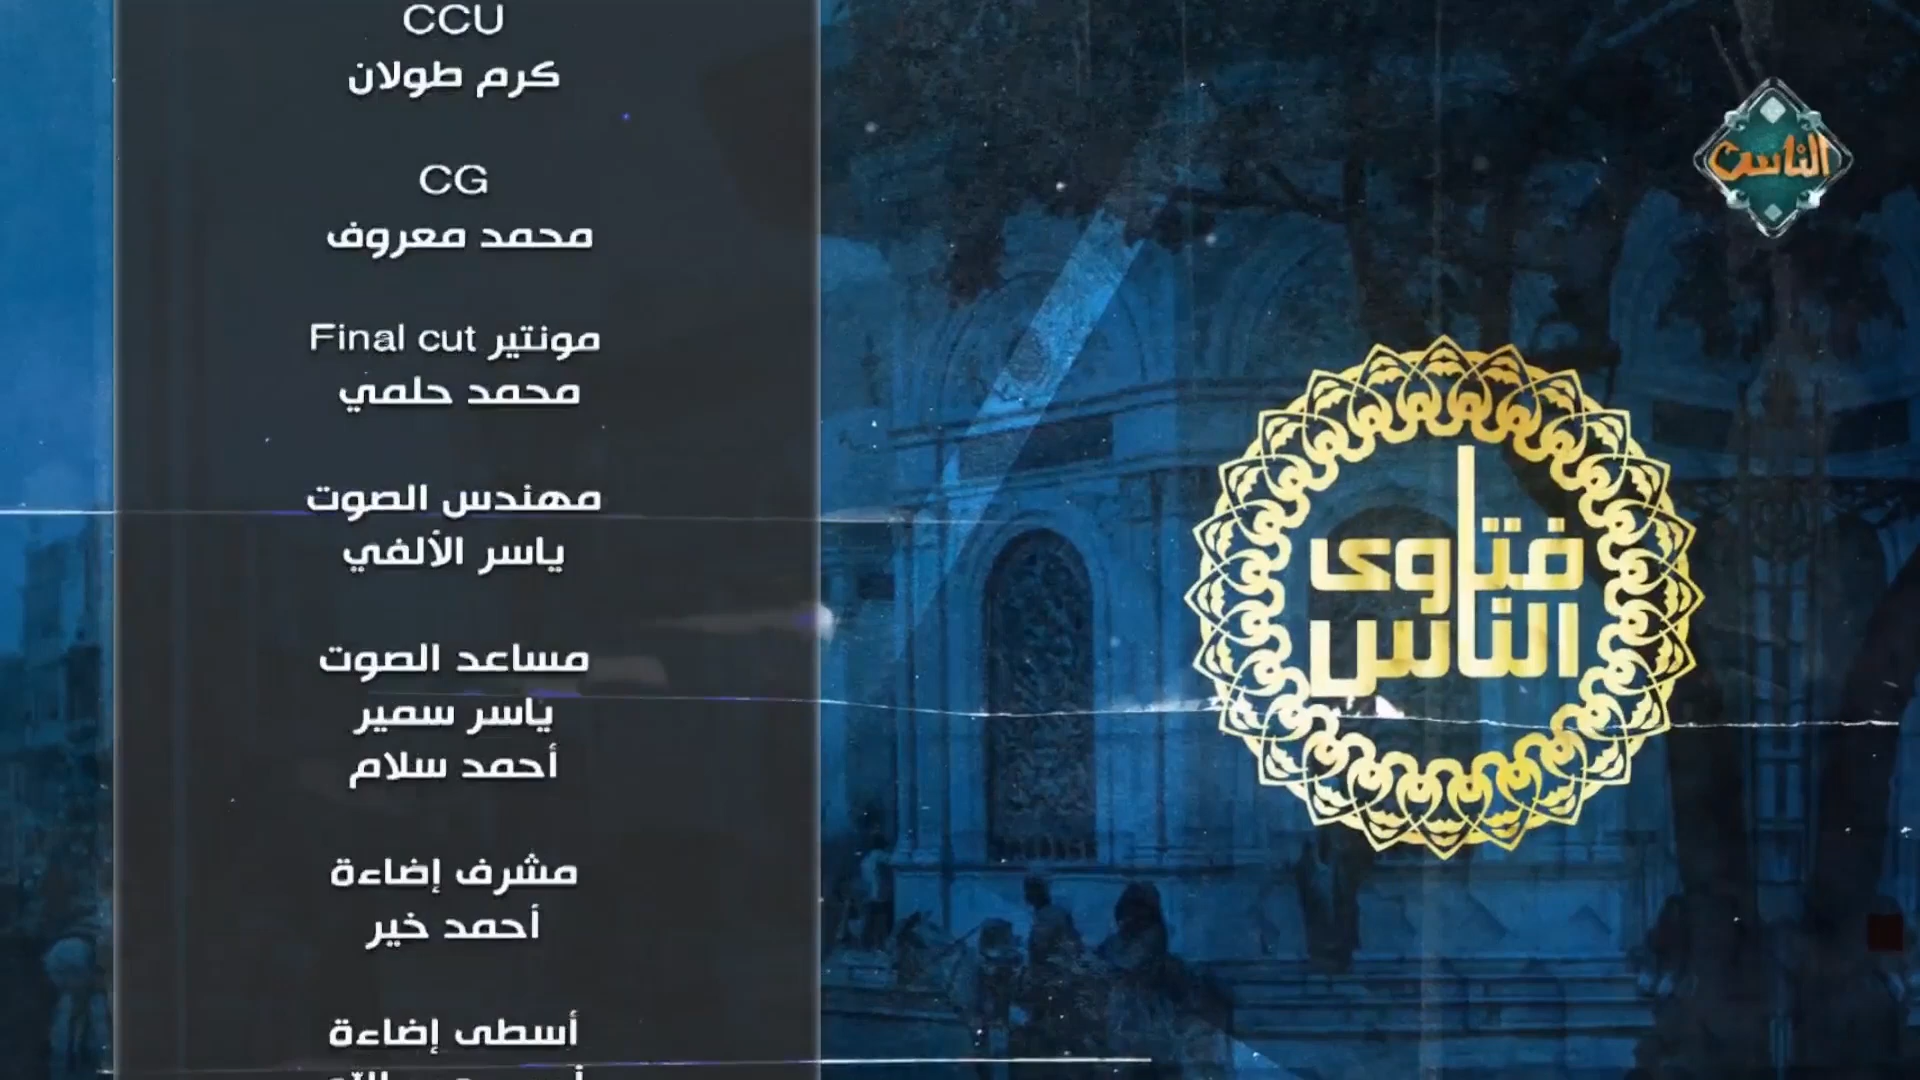 CCU
كرم طولان
CG
محمد معروف
مونتير Final cut
محمد حلمي
مهندس الصوت
ياسر الألفي
مساعد الصوت
ياسر سمير
أحمد سلام
مشرف إضاءة
أحمد خير
أسطى إضاءة
الناس
فتاوى
الناس